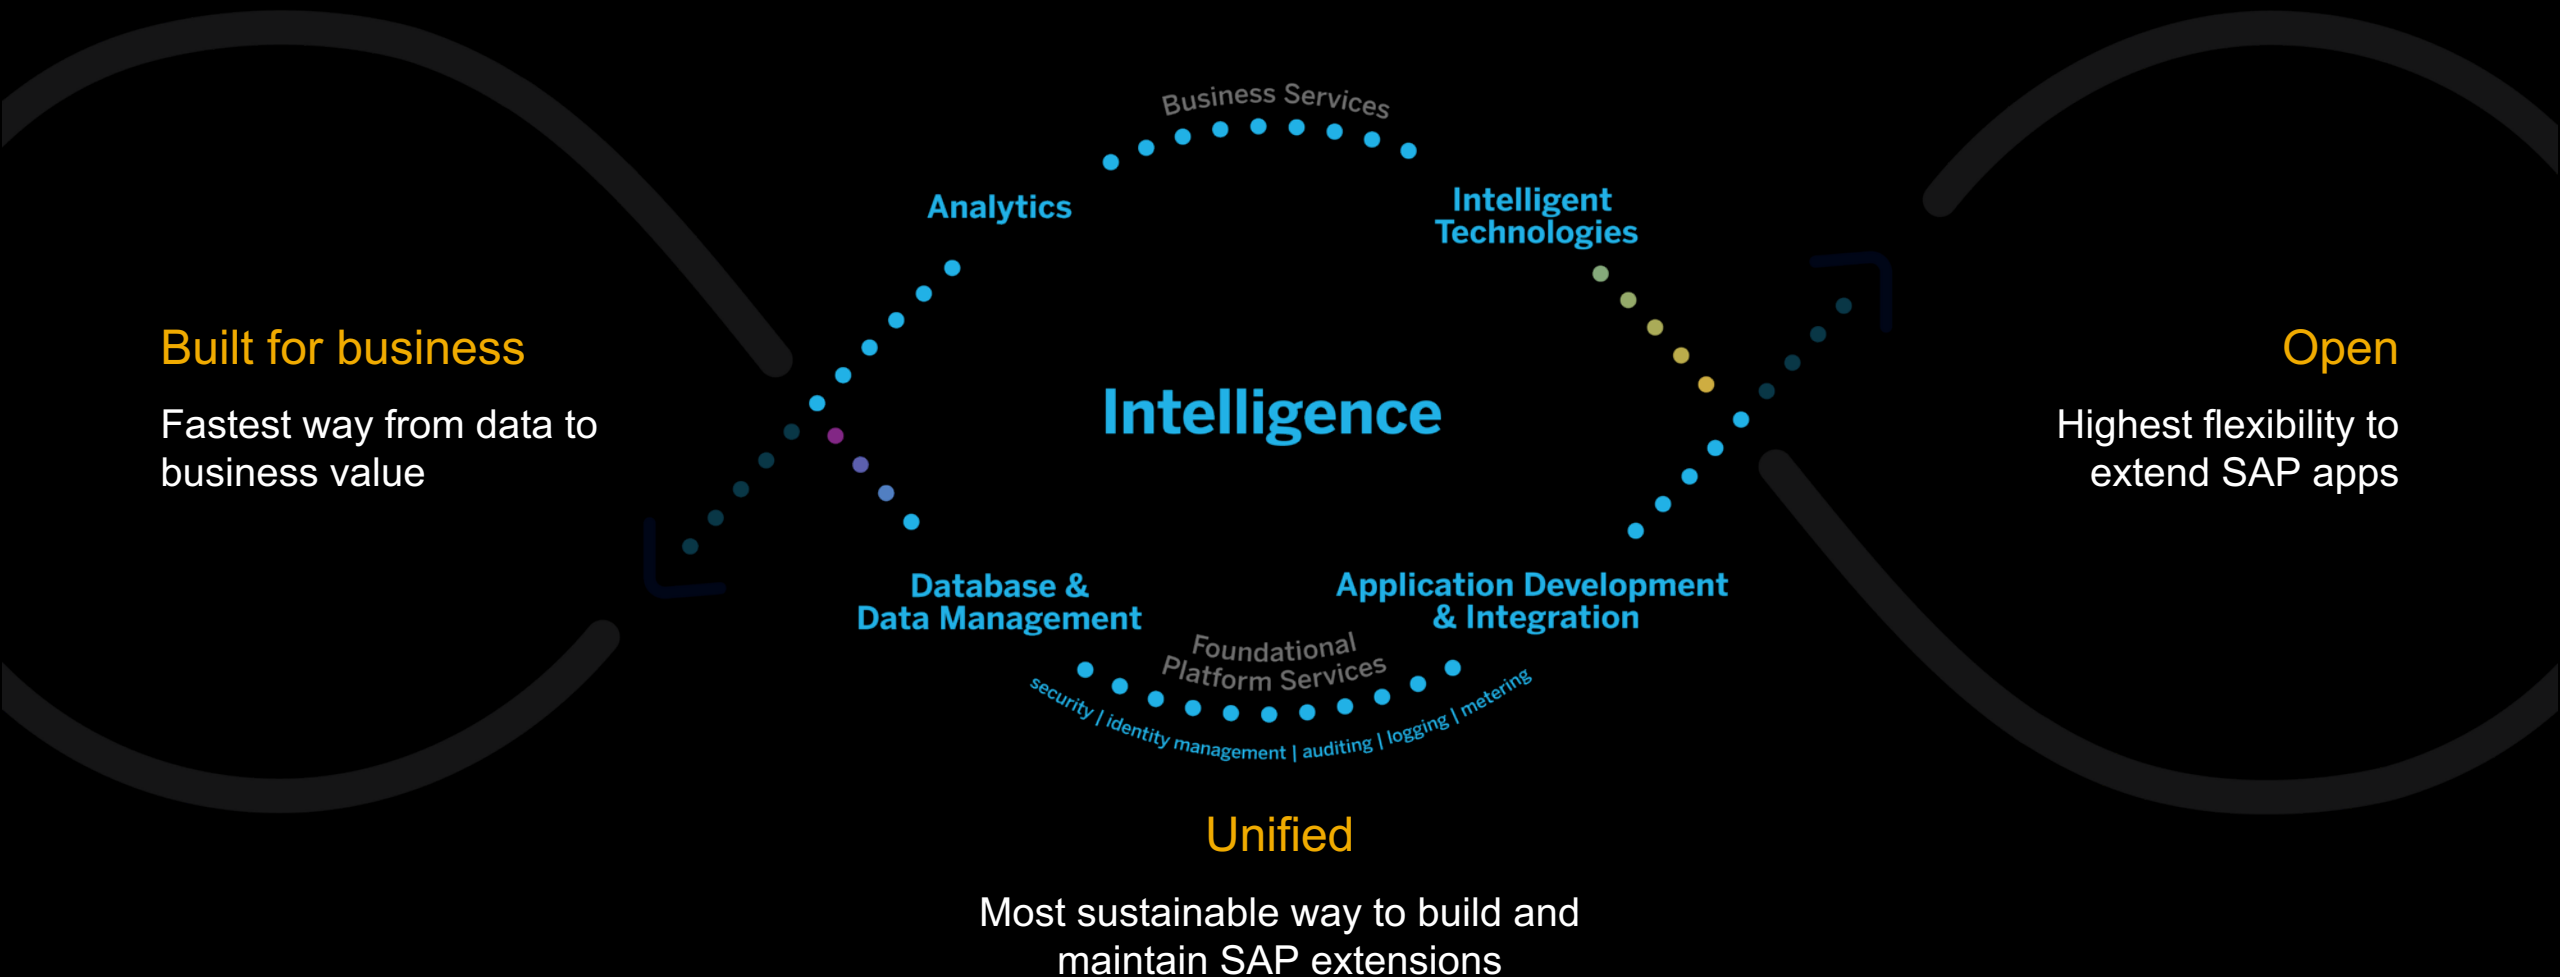 Business Services
Analytics
Intelligent
Technologies
Built for business
Fastest way from data to
business value
Intelligence
Open
Highest flexibility to
extend SAP apps
Database &
Data Management
Application Development
& Integration
Foundational
Platform Services
security | identity management | auditing | logging | metering
Unified
Most sustainable way to build and
maintain SAP extensions